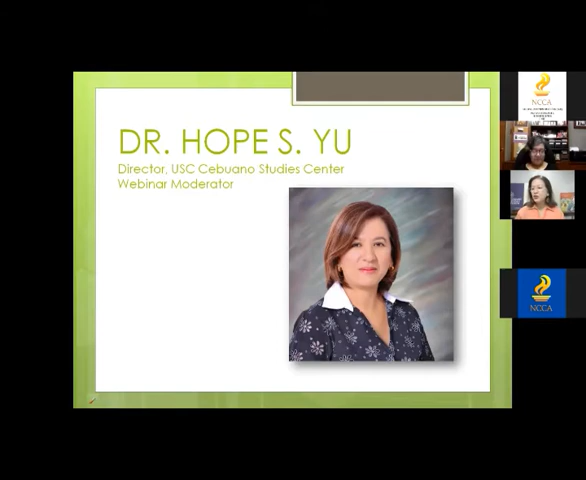 DR. HOPE S. YU
Director, USC Cebuano Studies Center
Webinar Moderator
NCCA
NCCA